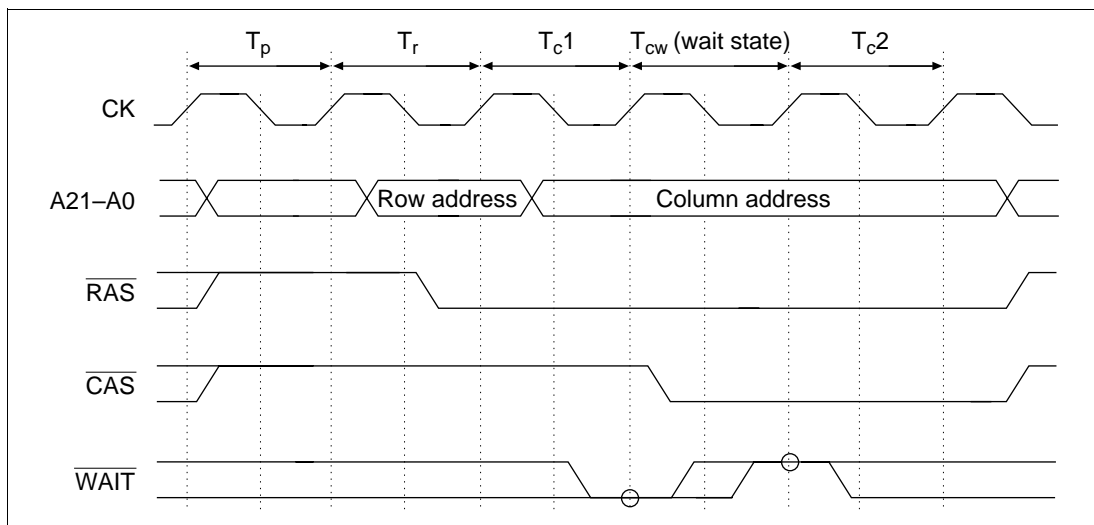 Tp Tr Tc1 Tcw (wait state) Tc2
CK
A21–A0 Row address Column address
RAS
CAS
WAIT